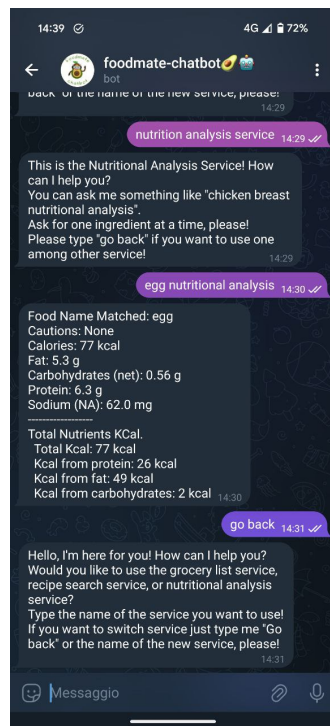 14:39 4G 72%
foodmate-chatbot🥑🤖
bot
back" or the name of the new service, please!
14:29
nutrition analysis service 14:29
This is the Nutritional Analysis Service! How
can I help you?
You can ask me something like "chicken breast
nutritional analysis".
Ask for one ingredient at a time, please!
Please type "go back" if you want to use one
among other service!
14:29
egg nutritional analysis 14:30
Food Name Matched: egg
Cautions: None
Calories: 77 kcal
Fat: 5.3 g
Carbohydrates (net): 0.56 g
Protein: 6.3 g
Sodium (NA): 62.0 mg
------------------
Total Nutrients KCal.
Total Kcal: 77 kcal
Kcal from protein: 26 kcal
Kcal from fat: 49 kcal
Kcal from carbohydrates: 2 kcal 14:30
go back 14:31
Hello, I'm here for you! How can I help you?
Would you like to use the grocery list service,
recipe search service, or nutritional analysis
service?
Type the name of the service you want to use!
If you want to switch service just type me "Go
back" or the name of the new service, please!
14:31
Messaggio